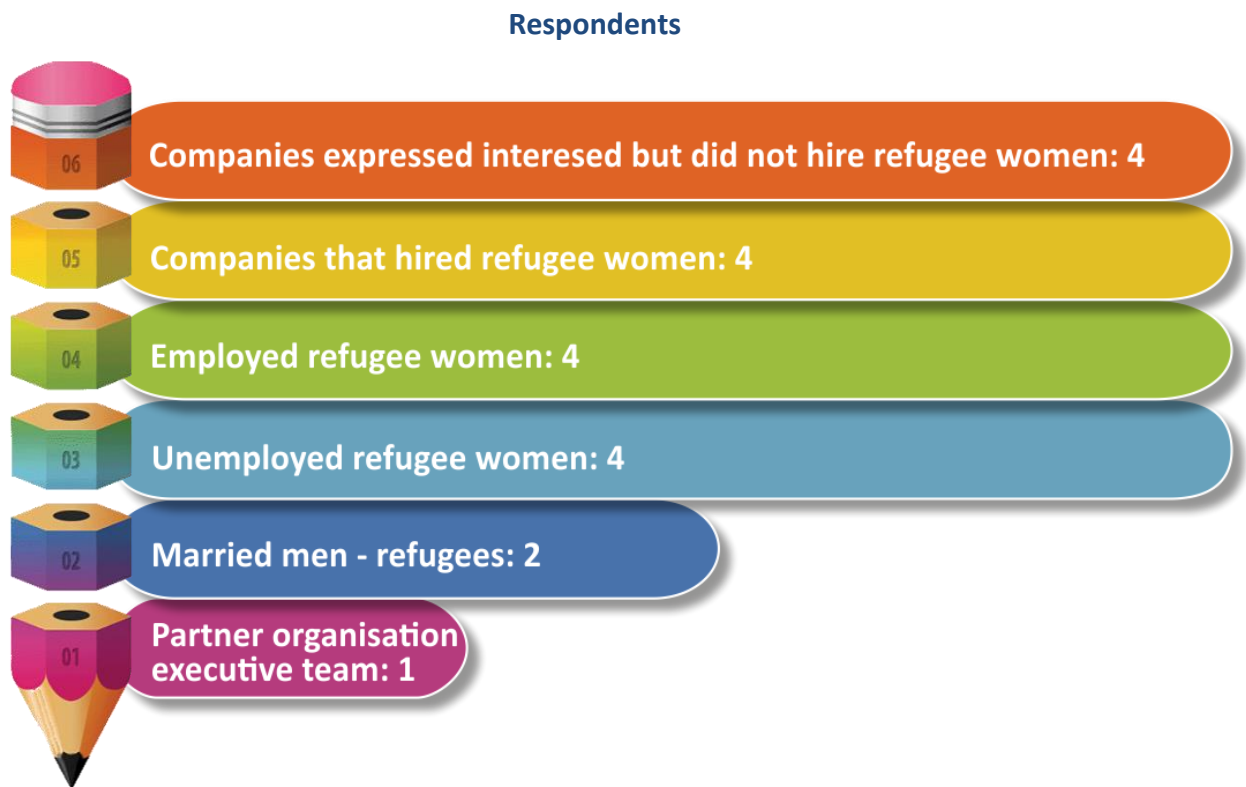 Respondents
06
Companies expressed interesed but did not hire refugee women: 4
05
Companies that hired refugee women: 4
04
Employed refugee women: 4
03
Unemployed refugee women: 4
02
Married men - refugees: 2
01
Partner organisation
executive team: 1